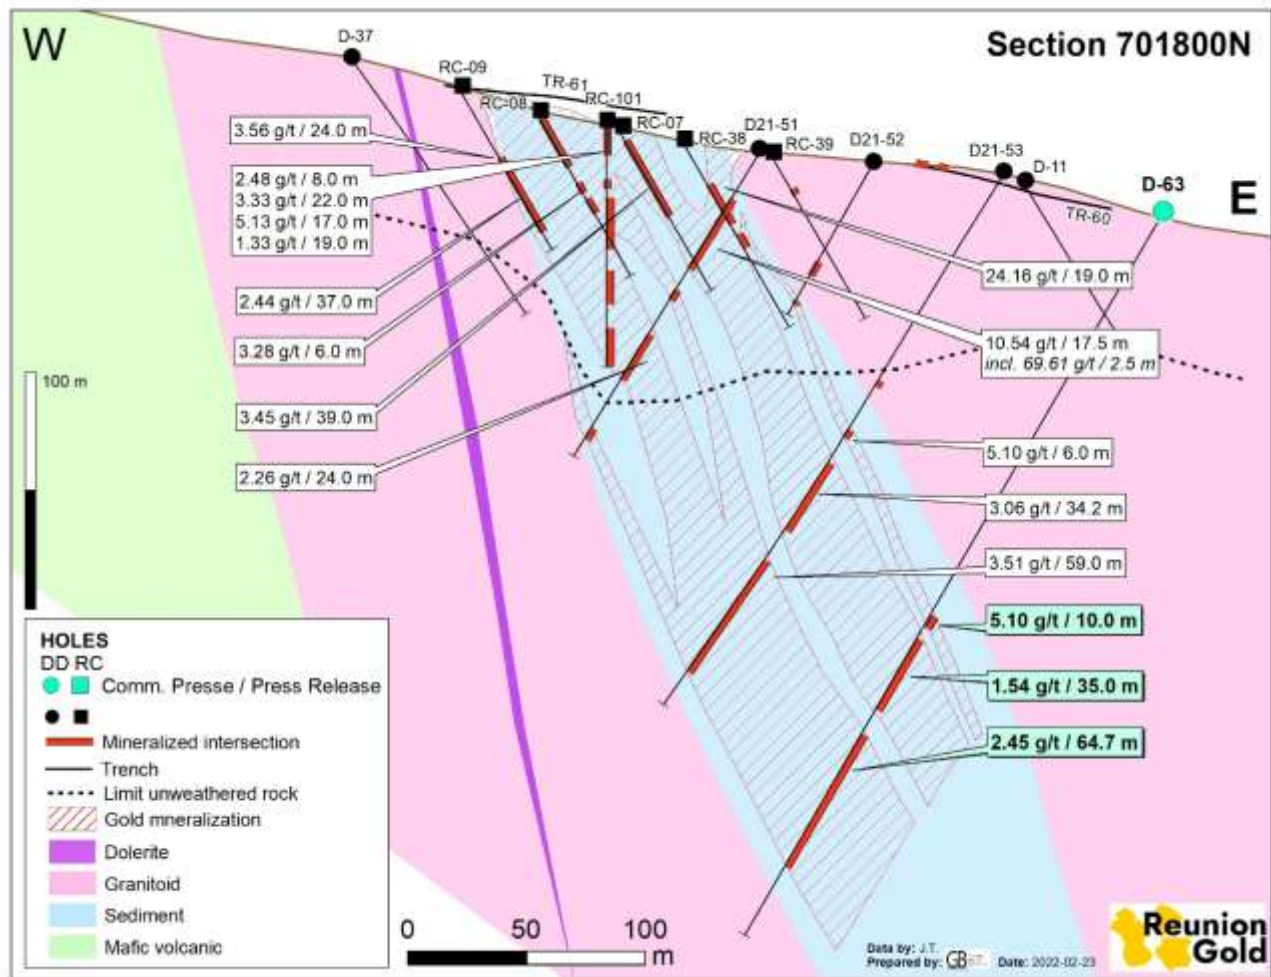 W
Section 701800N
D-37
RC-09
TR-61
RC-08
RC-101
RC-07
RC-38
D21-51
RC-39
D21-52
D21-53
D-11
D-63
E
TR-60
3.56 g/t / 24.0 m
2.48 g/t / 8.0 m
3.33 g/t / 22.0 m
5.13 g/t / 17.0 m
1.33 g/t / 19.0 m
2.44 g/t / 37.0 m
3.28 g/t / 6.0 m
3.45 g/t / 39.0 m
2.26 g/t / 24.0 m
24.16 g/t / 19.0 m
10.54 g/t / 17.5 m
incl. 69.61 g/t / 2.5 m
5.10 g/t / 6.0 m
3.06 g/t / 34.2 m
3.51 g/t / 59.0 m
5.10 g/t / 10.0 m
1.54 g/t / 35.0 m
2.45 g/t / 64.7 m
100 m
HOLES
DD RC
Comm. Presse / Press Release
Mineralized intersection
Trench
Limit unweathered rock
Gold mneralization
Dolerite
Granitoid
Sediment
Mafic volcanic
0 50 100
m
Data by: J.T.
Prepared by: GB Date: 2022-02-23
Reunion
Gold